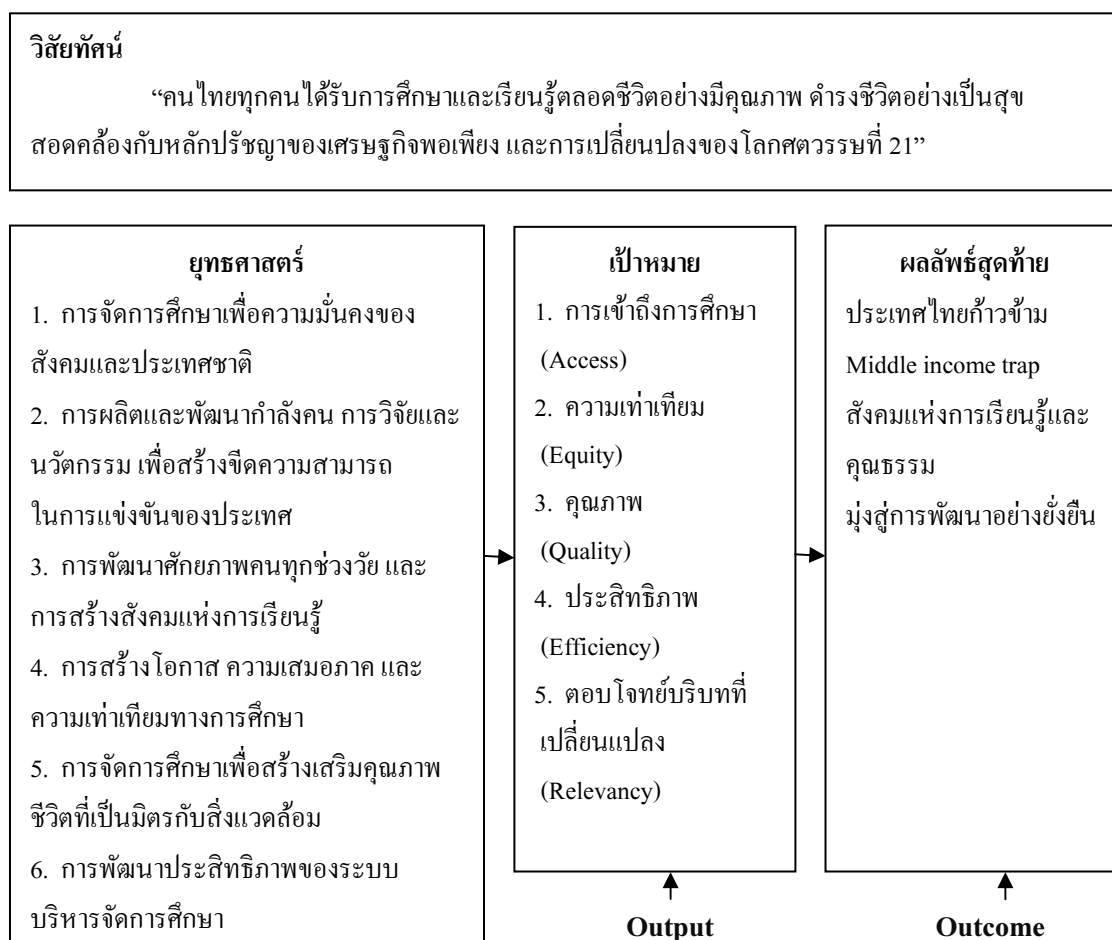 วิสัยทัศน์
“คนไทยทุกคนได้รับการศึกษาและเรียนรู้ตลอดชีวิตอย่างมีคุณภาพ ดำรงชีวิตอย่างเป็นสุข
สอดคล้องกับหลักปรัชญาของเศรษฐกิจพอเพียง และการเปลี่ยนปลงของโลกศตวรรษที่ 21”
ยุทธศาสตร์
1. การจัดการศึกษาเพื่อความมั่นคงของ
สังคมและประเทศชาติ
2. การผลิตและพัฒนากำลังคน การวิจัยและ
นวัตกรรม เพื่อสร้างขีดความสามารถ
ในการแข่งขันของประเทศ
3. การพัฒนาศักยภาพคนทุกช่วงวัย และ
การสร้างสังคมแห่งการเรียนรู้
4. การสร้างโอกาส ความเสมอภาค และ
ความเท่าเทียมทางการศึกษา
5. การจัดการศึกษาเพื่อสร้างเสริมคุณภาพ
ชีวิตที่เป็นมิตรกับสิ่งแวดล้อม
6. การพัฒนาประสิทธิภาพของระบบ
บริหารจัดการศึกษา
เป้าหมาย
1. การเข้าถึงการศึกษา
(Access)
2. ความเท่าเทียม
(Equity)
3. คุณภาพ
(Quality)
4. ประสิทธิภาพ
(Efficiency)
5. ตอบโจทย์บริบทที่
เปลี่ยนแปลง
(Relevancy)
Output
ผลลัพธ์สุดท้าย
ประเทศไทยก้าวข้าม
Middle income trap
สังคมแห่งการเรียนรู้และ
คุณธรรม
มุ่งสู่การพัฒนาอย่างยั่งยืน
Outcome